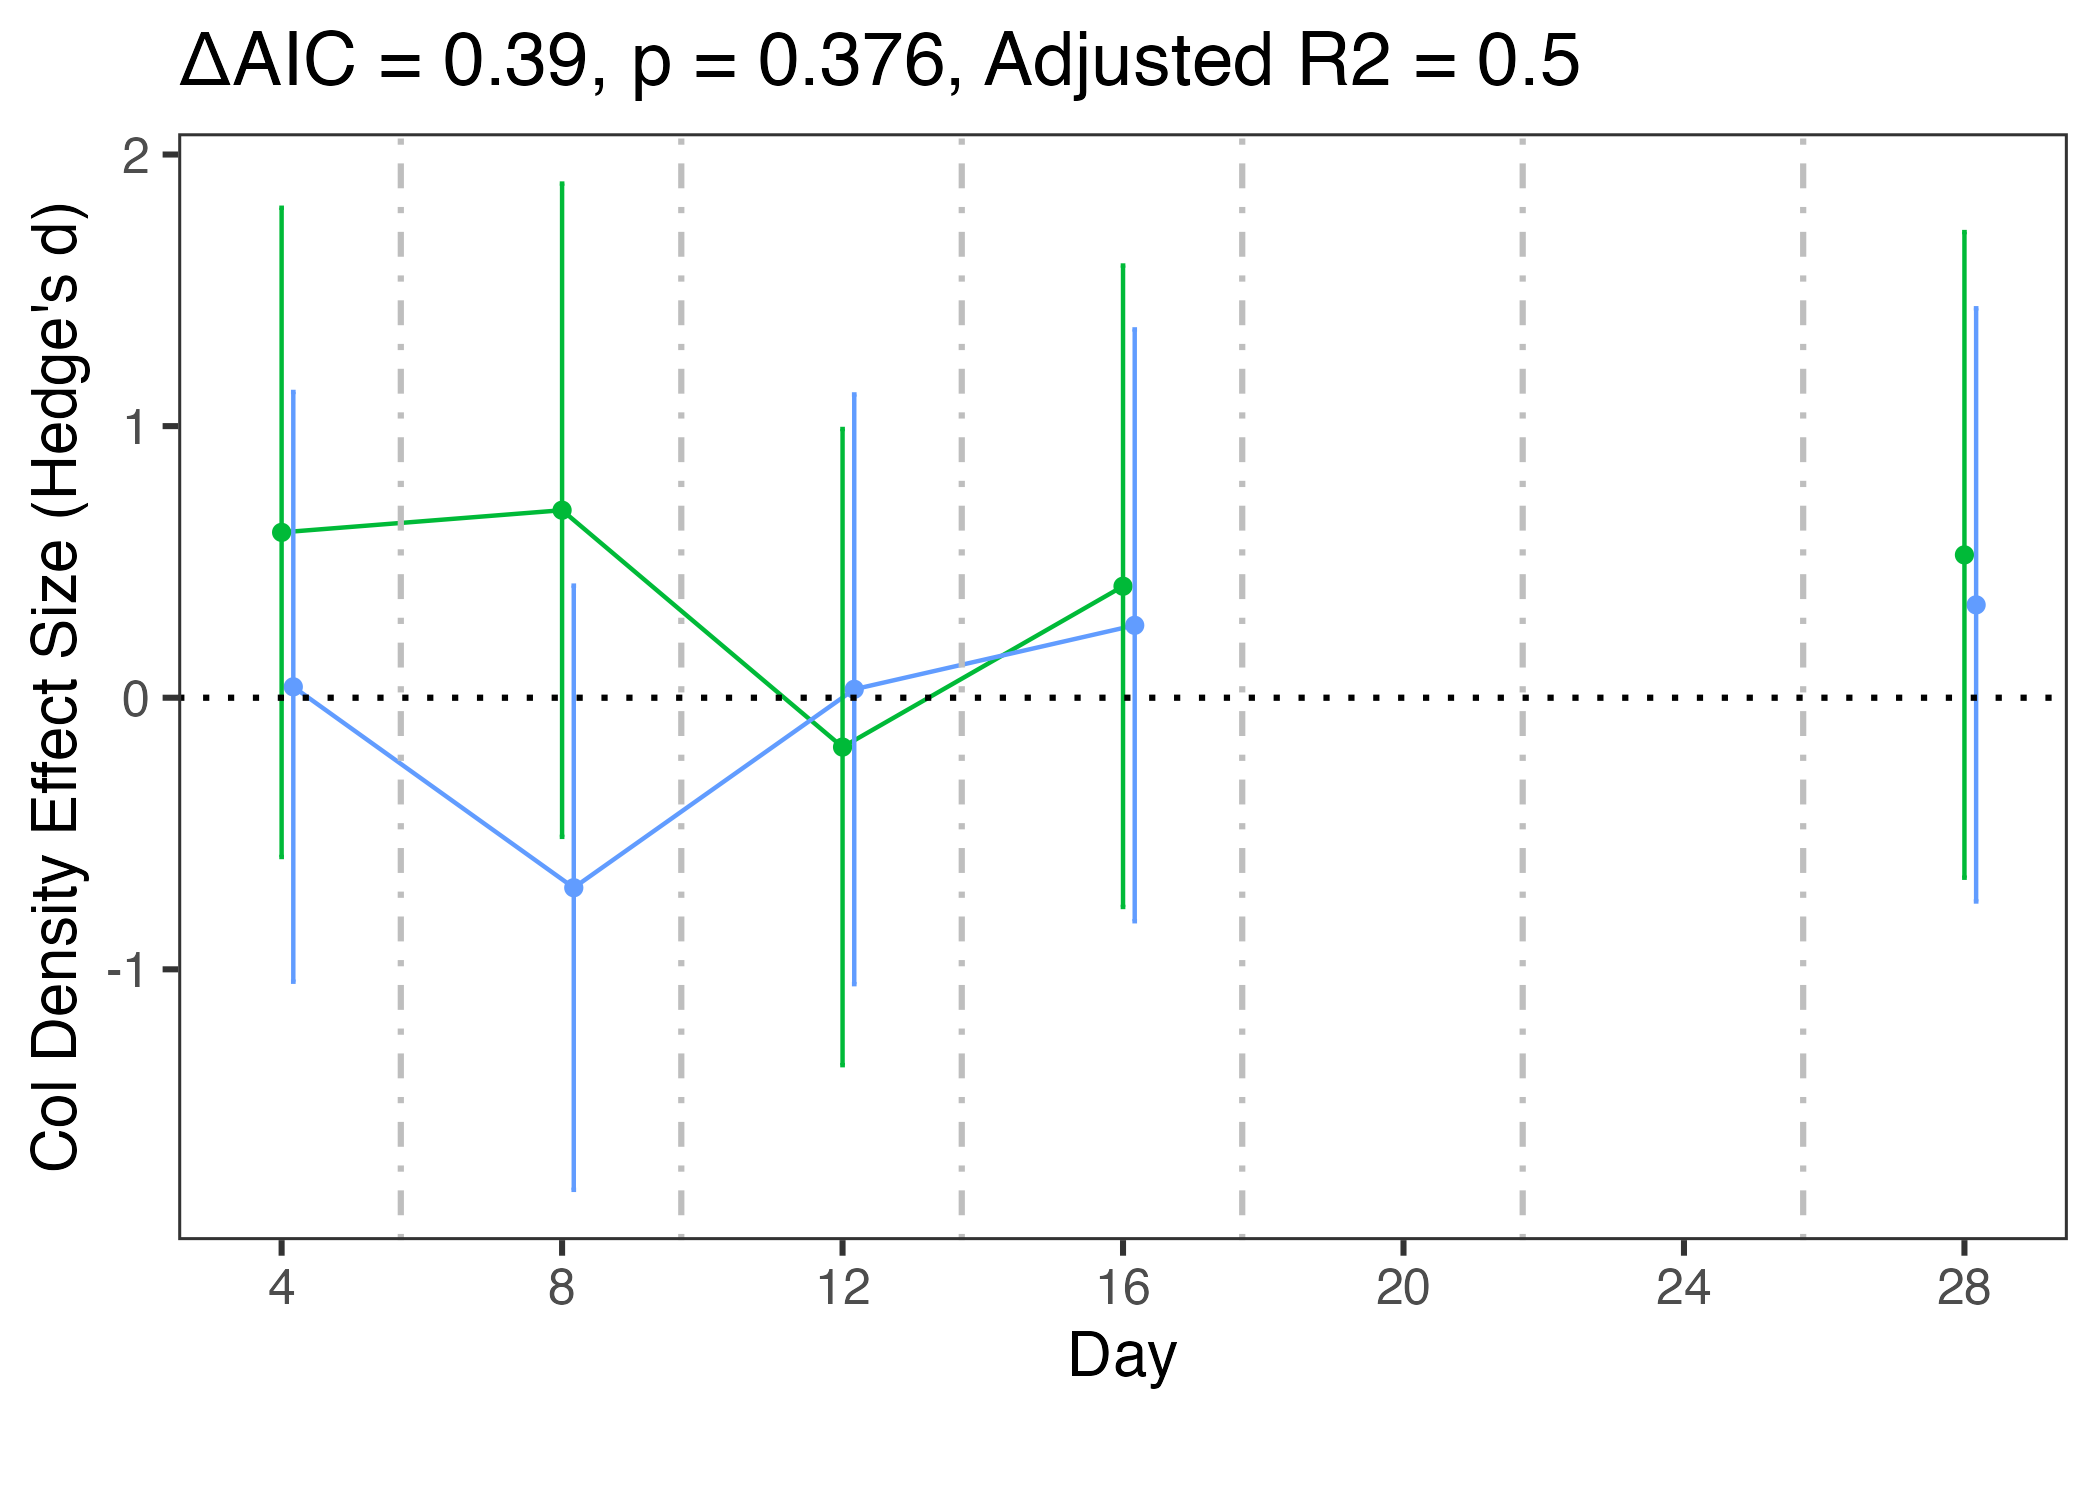 ΔAIC = 0.39, p = 0.376, Adjusted R2 = 0.5
Col Density Effect Size (Hedge's d)
2
1
0
-1
4 8 12 16 20 24 28
Day